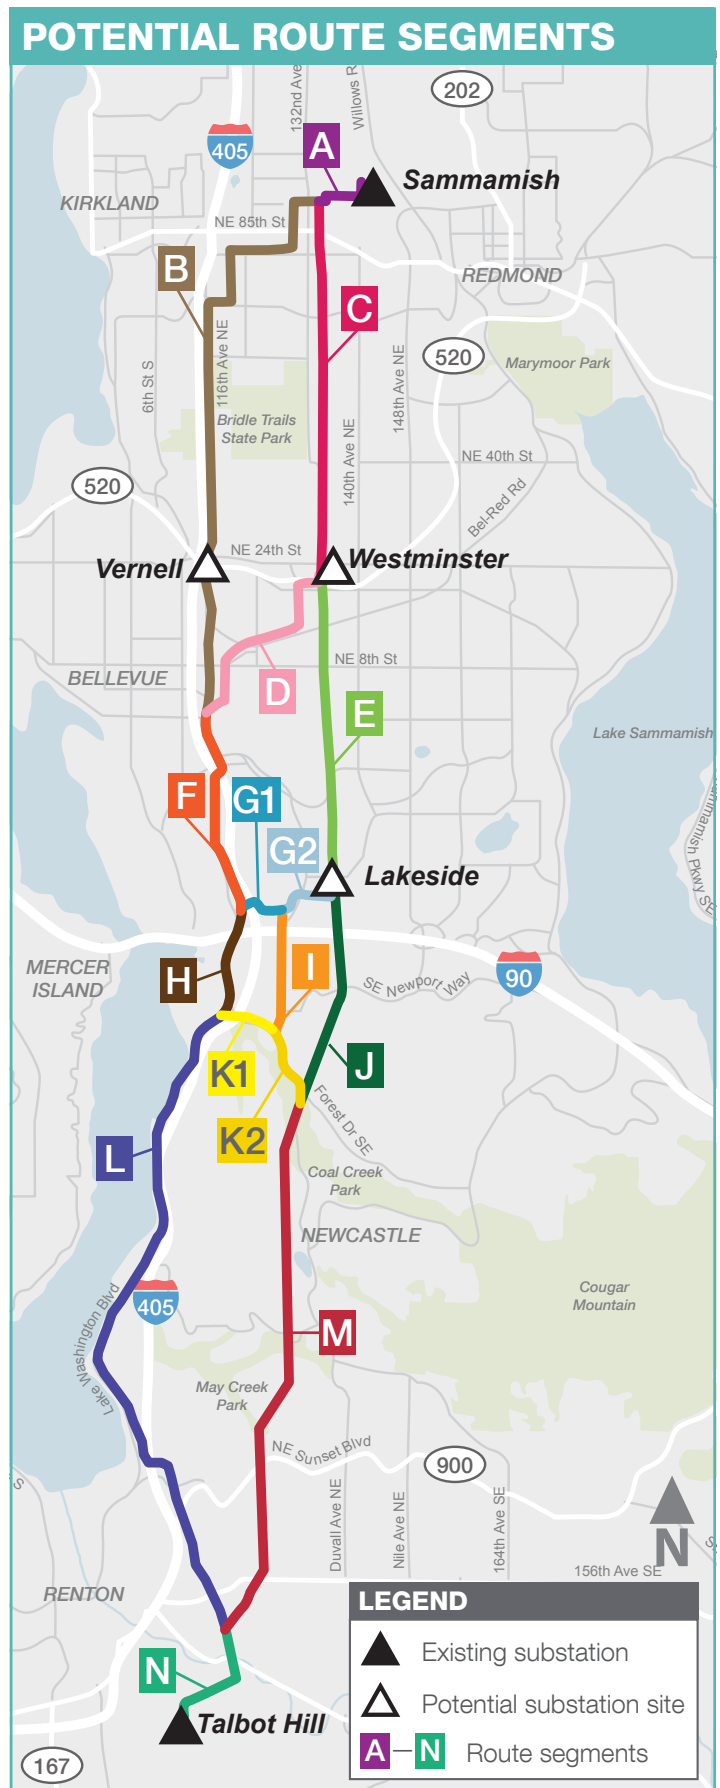 POTENTIAL ROUTE SEGMENTS
132nd Ave
Willows R
202
405
A
Sammamish
KIRKLAND
NE 85th St
B
REDMOND
C
116th Ave NE
520
148th Ave NE
Marymoor Park
6th St S
Bridle Trails
State Park
140th Ave NE
NE 40th St
520
Bel-Red Rd
NE 24th St
Vernell
Westminster
NE 8th St
BELLEVUE
D
E
Lake Sammamish
F
G1
G2
Lakeside
mamish Pkwy SE
MERCER
ISLAND
H
I
SE Newport Way
90
K1
J
K2
Forest Dr SE
L
Coal Creek
Park
NEWCASTLE
Lake Washington Blvd
405
Cougar
Mountain
M
May Creek
Park
NE Sunset Blvd
900
S
Duvall Ave NE
Nile Ave NE
164th Ave SE
N
156th Ave SE
RENTON
LEGEND
Existing substation
Potential substation site
A – N Route segments
N
Talbot Hill
167